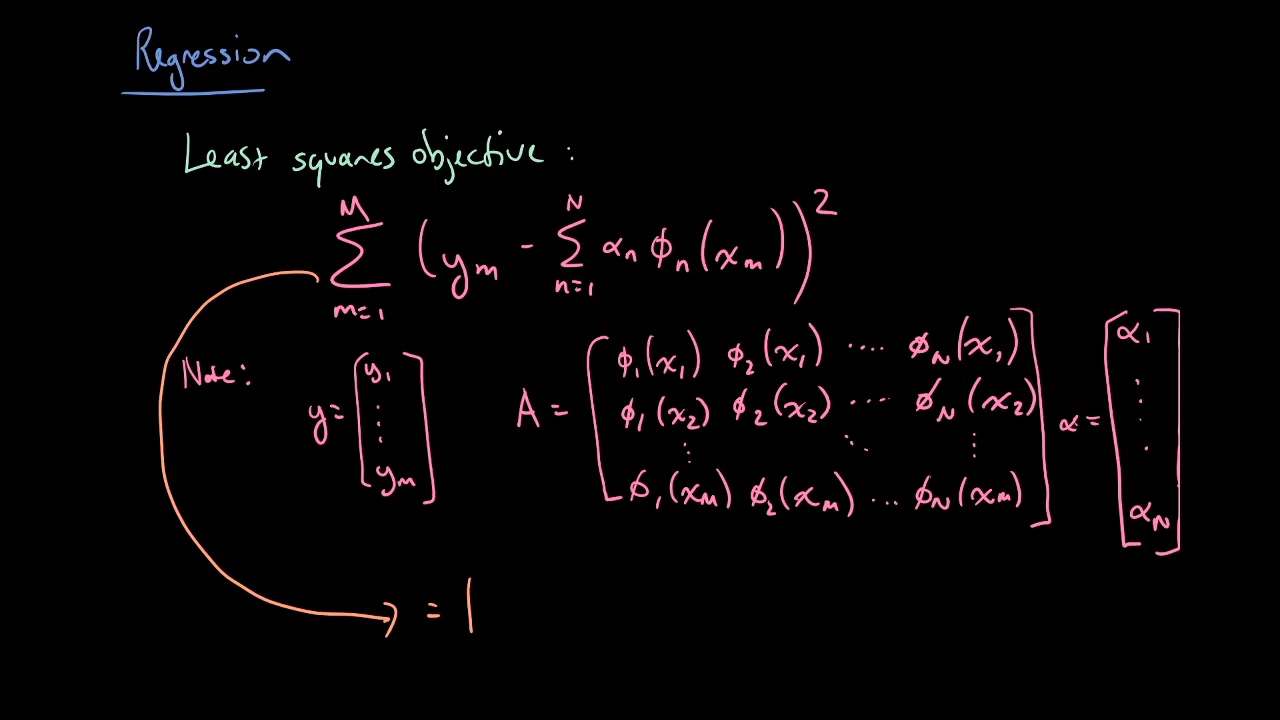 Regression
Least squares objective :
∑_{m=1}^{M} (y_m - ∑_{n=1}^{N} α_n ϕ_n(x_m))^2
Note:
y = [y_1 ⋮ y_m]
A = [ϕ_1(x_1) ϕ_2(x_1) ···· ϕ_N(x_1)
ϕ_1(x_2) ϕ_2(x_2) ···· ϕ_N(x_2)
⋮ ⋱ ⋮
ϕ_1(x_M) ϕ_2(x_m) ... ϕ_N(x_m)]
α = [α_1 ⋮ α_N]
= |